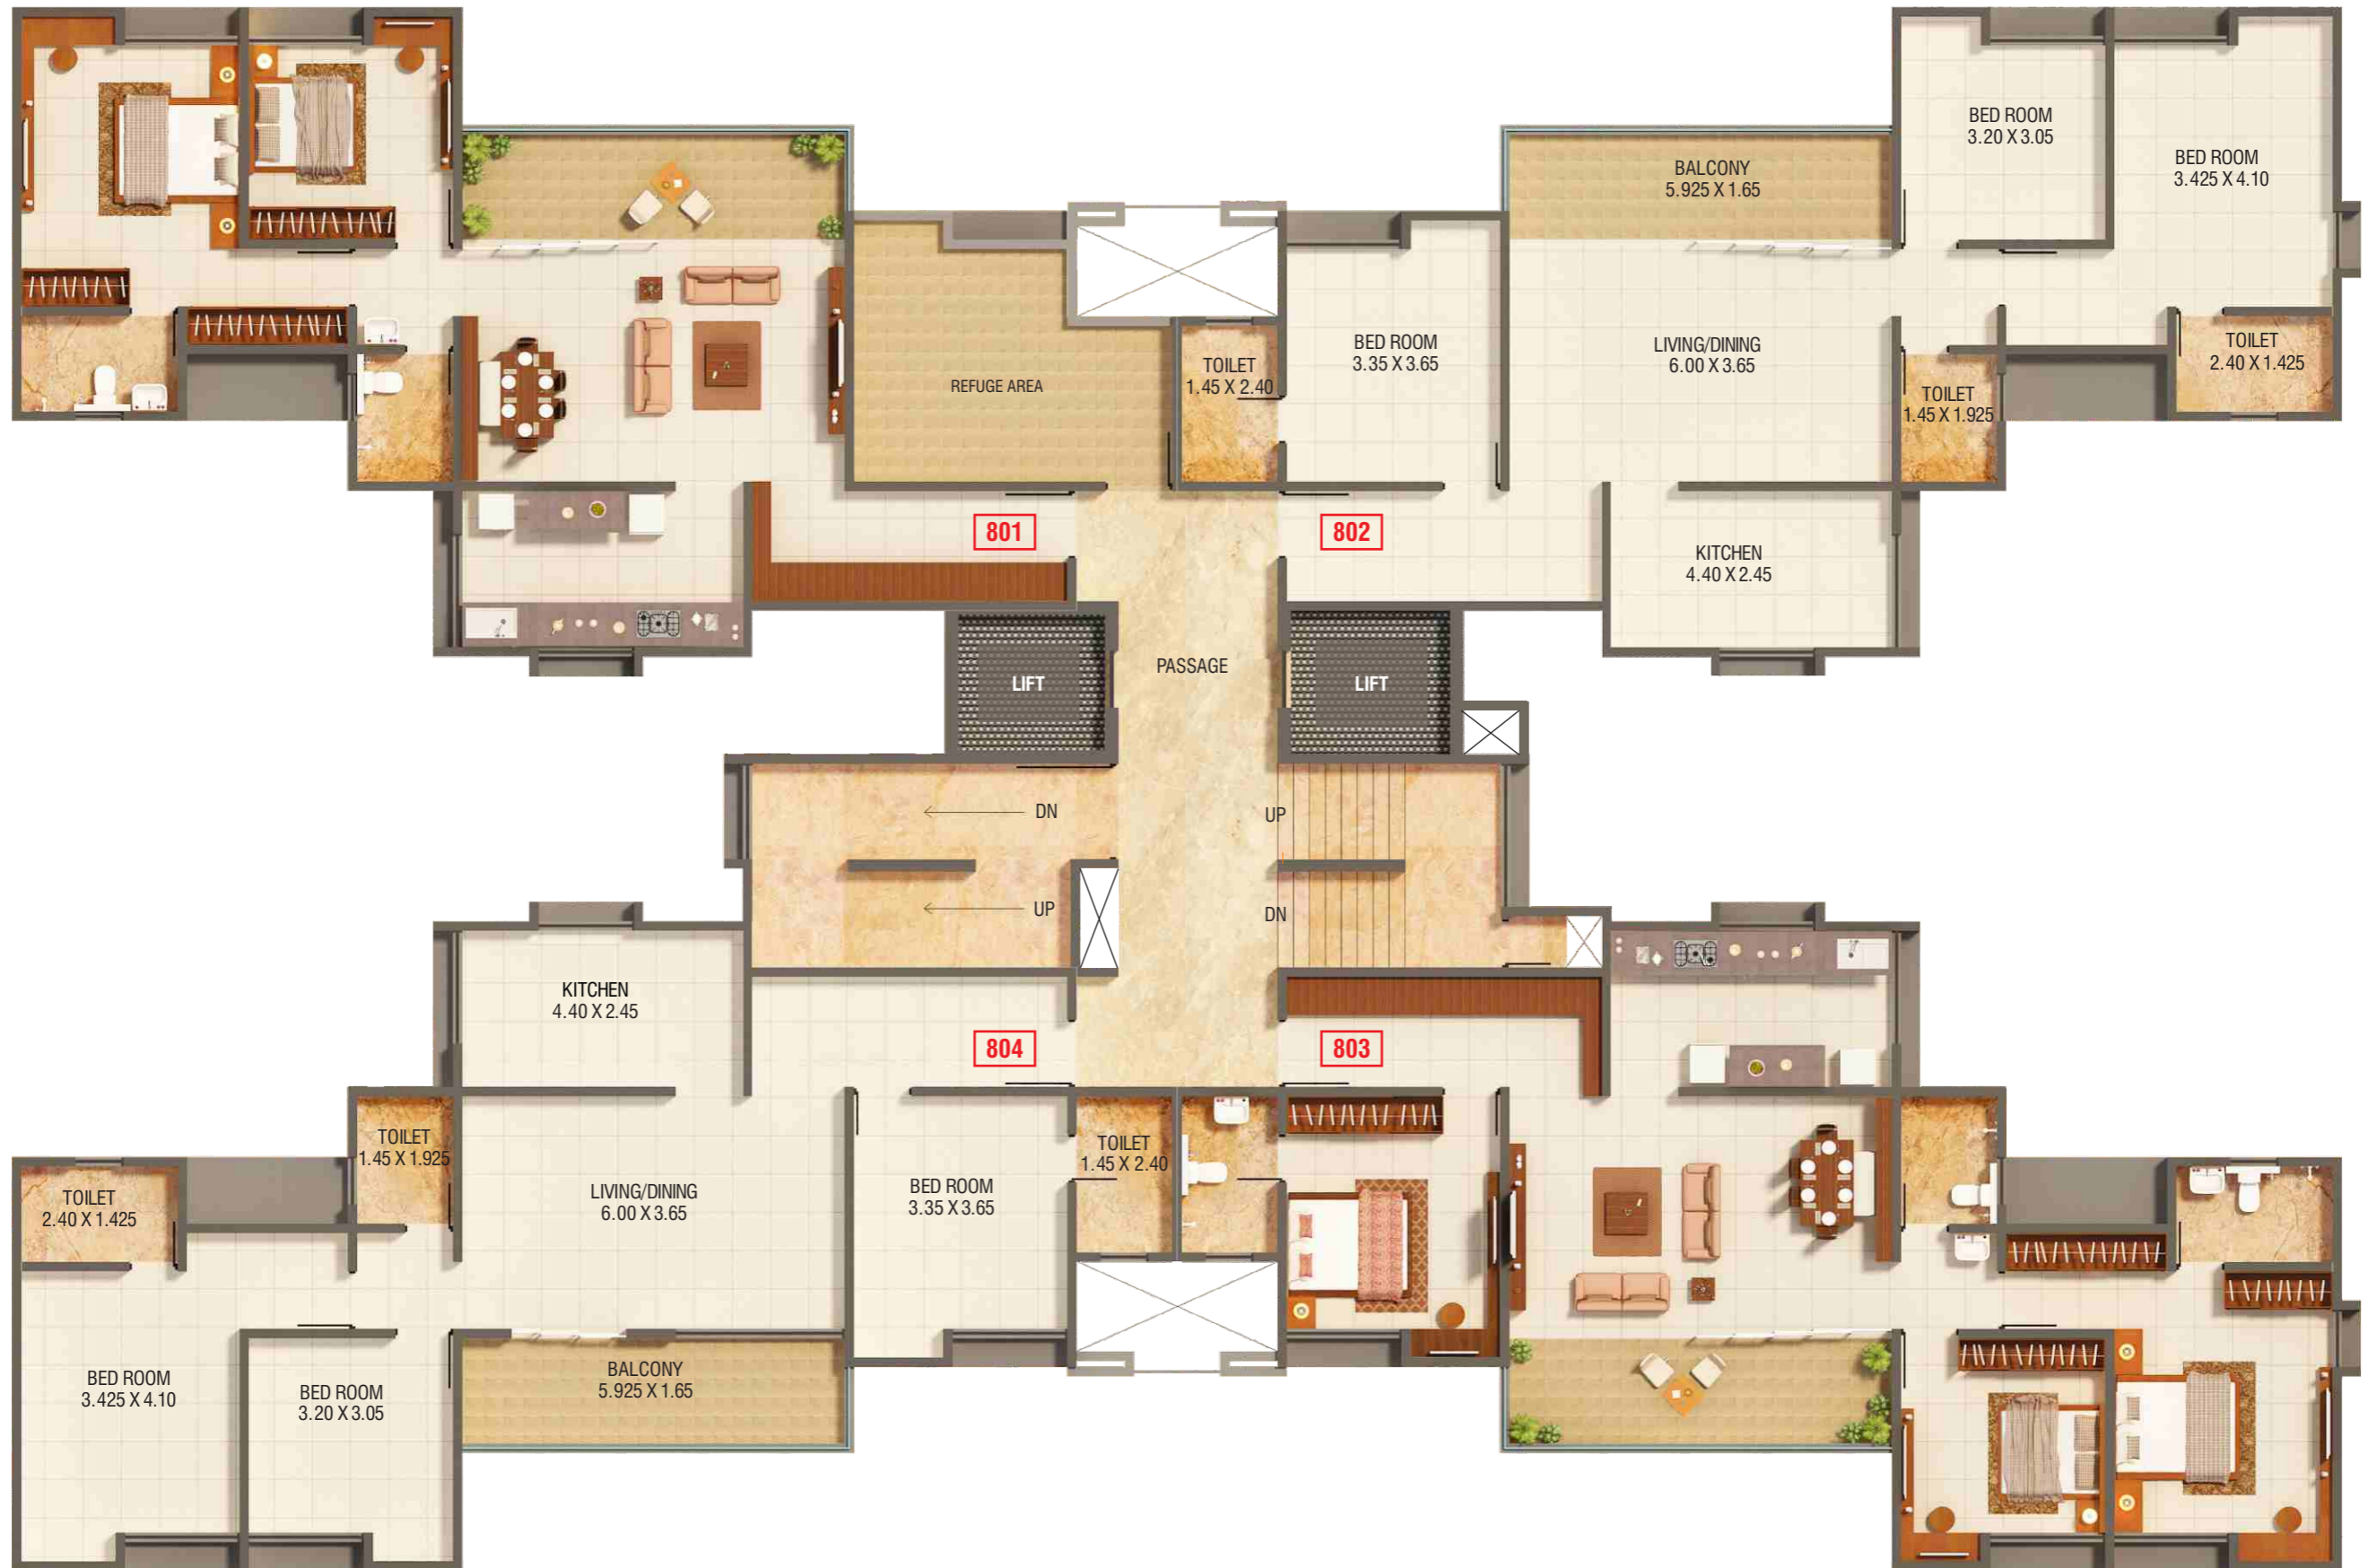 BED ROOM
3.20 X 3.05
BED ROOM
3.425 X 4.10
BALCONY
5.925 X 1.65
BED ROOM
3.35 X 3.65
LIVING/DINING
6.00 X 3.65
TOILET
2.40 X 1.425
TOILET
1.45 X 2.40
REFUGE AREA
TOILET
1.45 X 1.925
801
802
KITCHEN
4.40 X 2.45
PASSAGE
LIFT
LIFT
DN
UP
UP
DN
KITCHEN
4.40 X 2.45
804
803
TOILET
1.45 X 1.925
TOILET
1.45 X 2.40
TOILET
2.40 X 1.425
LIVING/DINING
6.00 X 3.65
BED ROOM
3.35 X 3.65
BED ROOM
3.425 X 4.10
BED ROOM
3.20 X 3.05
BALCONY
5.925 X 1.65